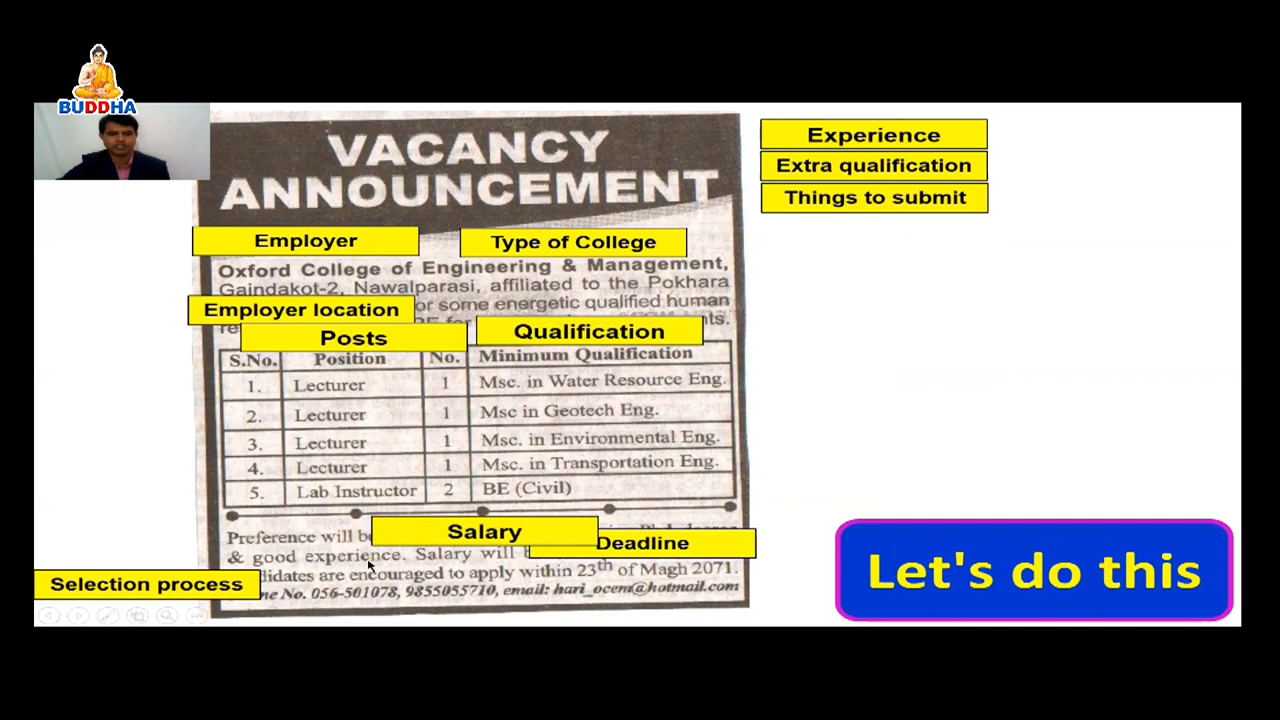 BUDDHA
VACANCY
ANNOUNCEMENT
Experience
Extra qualification
Things to submit
Employer
Type of College
Oxford College of Engineering & Management,
Gaindakot-2, Nawalparasi, affiliated to the Pokhara
Employer location
or some energetic qualified human
Posts
Qualification
S.No. Position No. Minimum Qualification
1. Lecturer 1 Msc. in Water Resource Eng.
2. Lecturer 1 Msc in Geotech Eng.
3. Lecturer 1 Msc. in Environmental Eng.
4. Lecturer 1 Msc. in Transportation Eng.
5. Lab Instructor 2 BE (Civil)
Preference will
Salary
& good experience. Salary will
Deadline
are encouraged to apply within 23th of Magh 2071.
Selection process
No. 056-501078, 9855055710, email: hari_ocem@hotmail.com
Let's do this